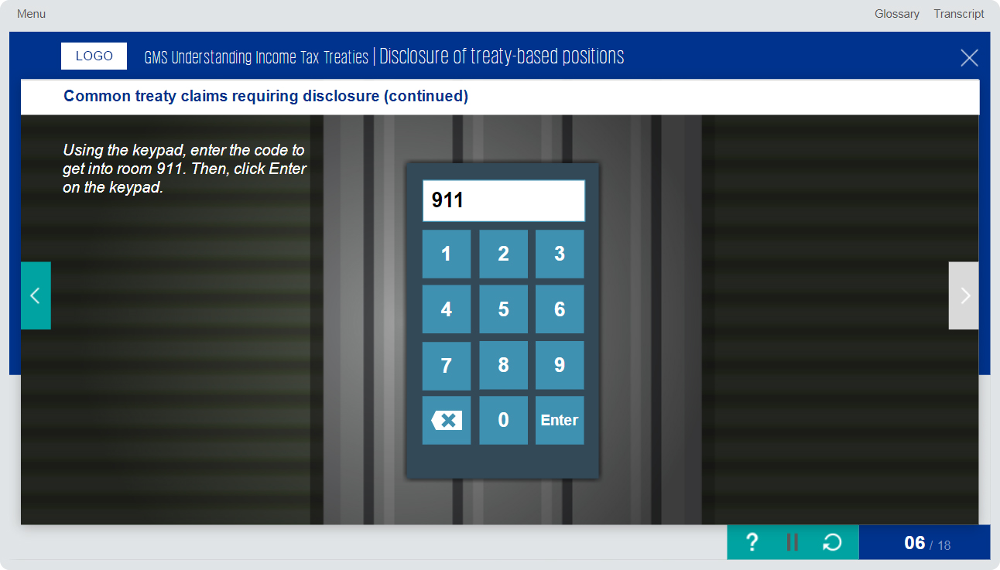 Menu
Glossary Transcript
LOGO
GMS Understanding Income Tax Treaties | Disclosure of treaty-based positions
Common treaty claims requiring disclosure (continued)
Using the keypad, enter the code to
get into room 911. Then, click Enter
on the keypad.
911
1 2 3
4 5 6
7 8 9
0 Enter
?
06 / 18